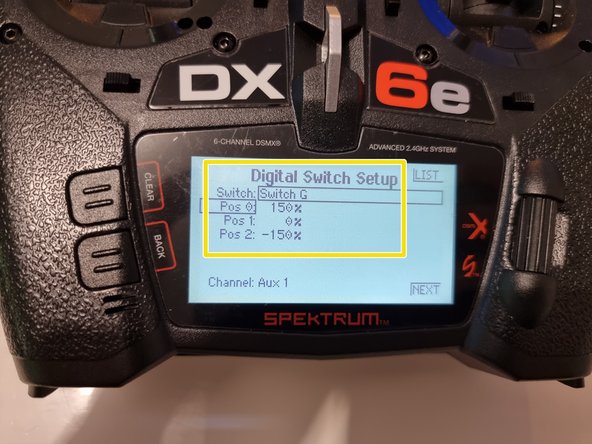 DX 6e
6-CHANNEL DSMX®
ADVANCED 2.4GHz SYSTEM
CLEAR
BACK
Digital Switch Setup
LIST
Switch: Switch G
Pos 0: 150%
Pos 1: 0%
Pos 2: -150%
Channel: Aux 1
NEXT
SPEKTRUM™